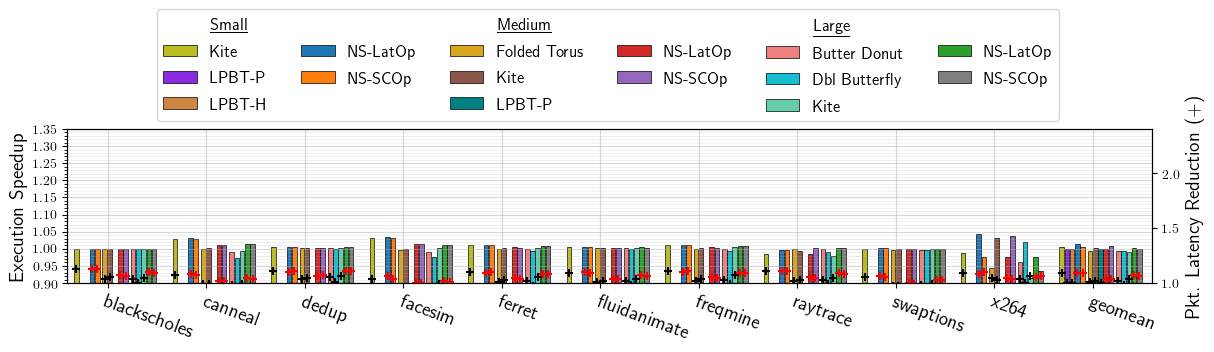 Small Medium Large
Kite NS-LatOp Folded Torus NS-LatOp Butter Donut NS-LatOp
LPBT-P NS-SCOp Kite NS-SCOp Dbl Butterfly NS-SCOp
LPBT-H LPBT-P Kite
Execution Speedup
1.35
1.30
1.25
1.20
1.15
1.10
1.05
1.00
0.95
0.90
2.0
1.5
1.0
Pkt. Latency Reduction (+)
blackscholes canneal dedup facesim ferret fluidanimate freqmine raytrace swaptions x264 geomean